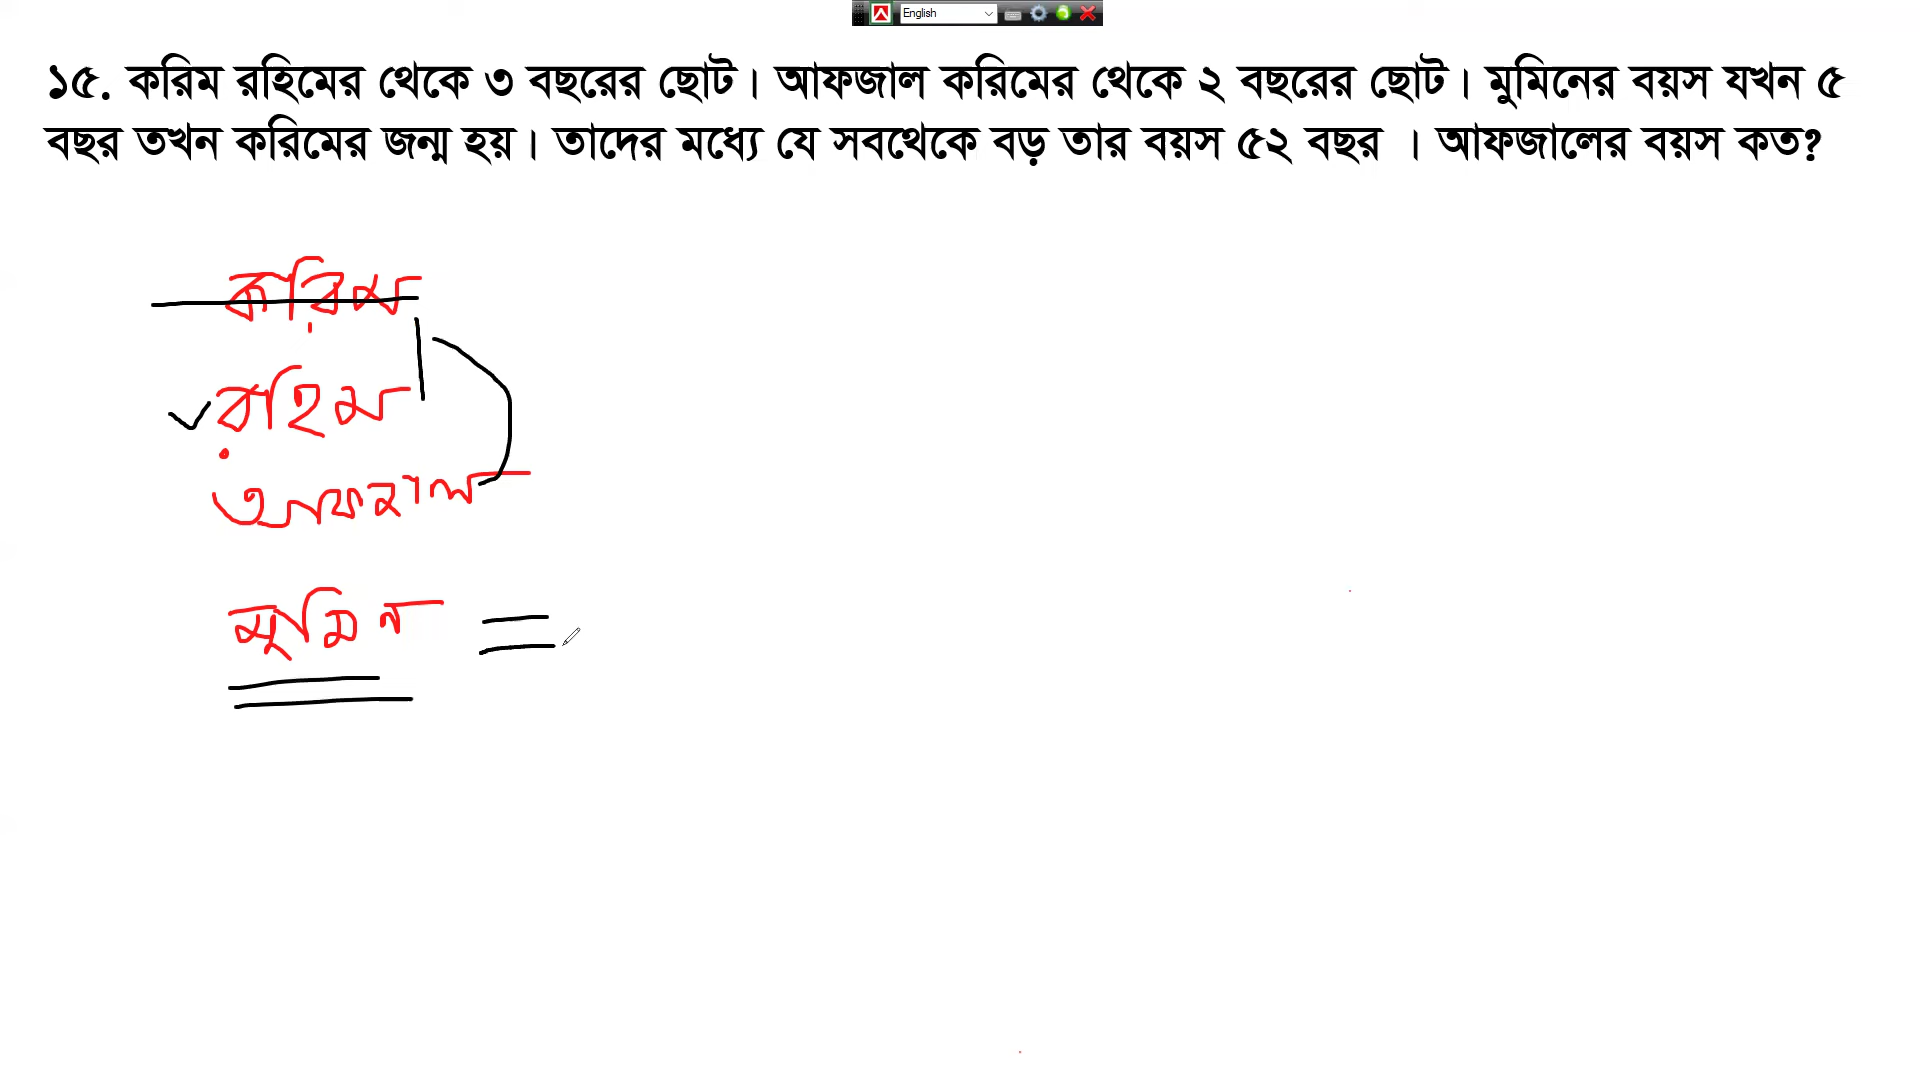 English
১৫. করিম রহিমের থেকে ৩ বছরের ছোট। আফজাল করিমের থেকে ২ বছরের ছোট। মুমিনের বয়স যখন ৫
বছর তখন করিমের জন্ম হয়। তাদের মধ্যে যে সবথেকে বড় তার বয়স ৫২ বছর । আফজালের বয়স কত?
করিম
রহিম
আফজাল
মুমিন =